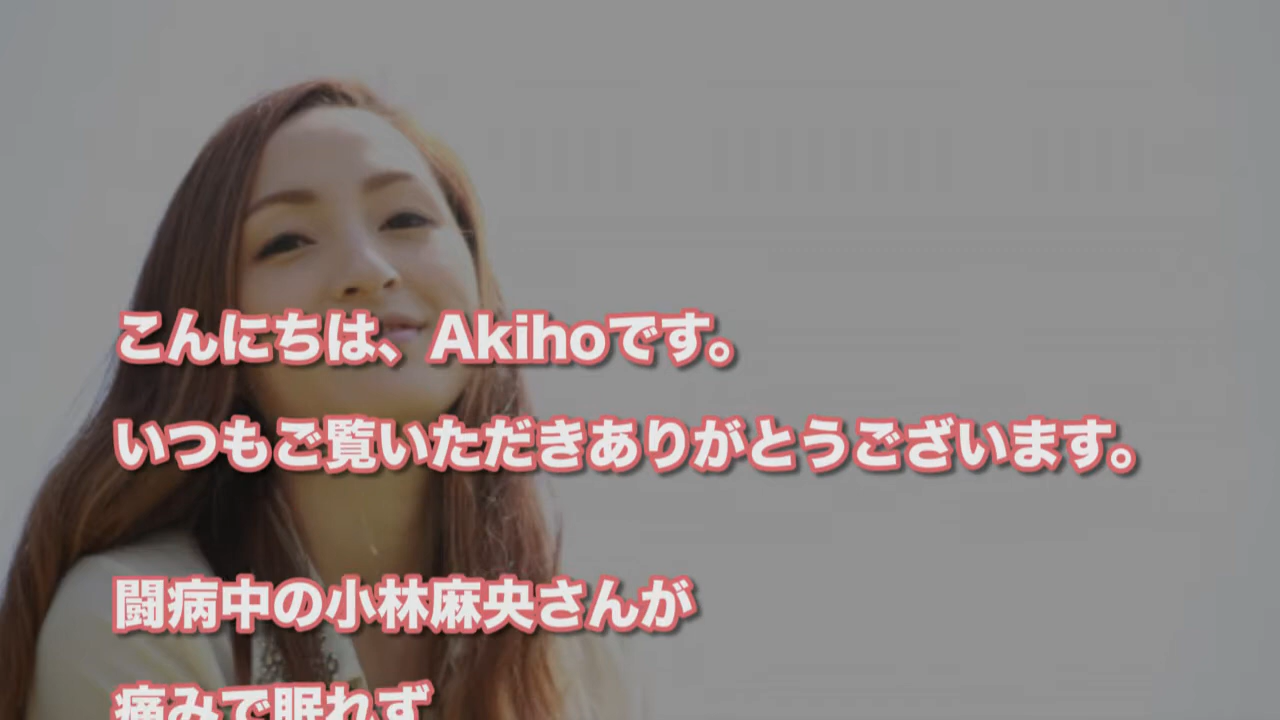 こんにちは、Akihoです。
いつもご覧いただきありがとうございます。
闘病中の小林麻央さんが
痛みで眠れず